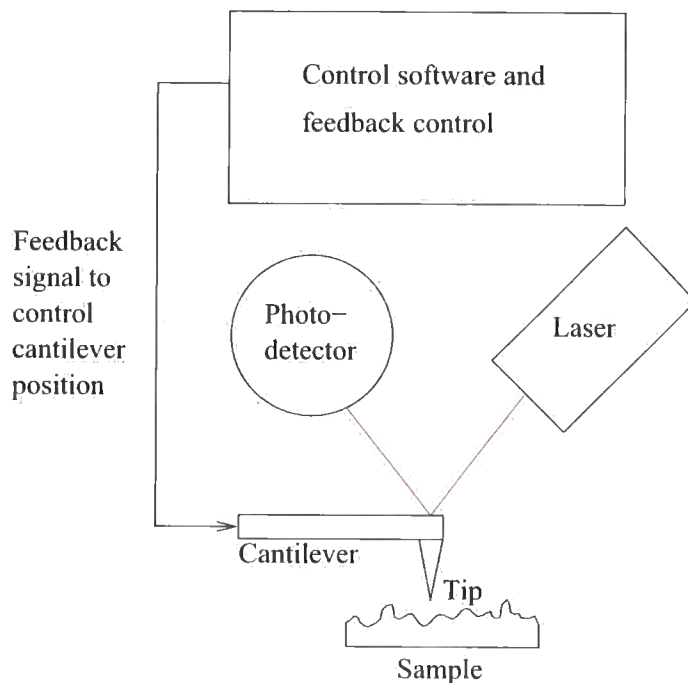 Control software and
feedback control
Feedback
signal to
control
cantilever
position
Photo-
detector
Laser
Cantilever
Tip
Sample